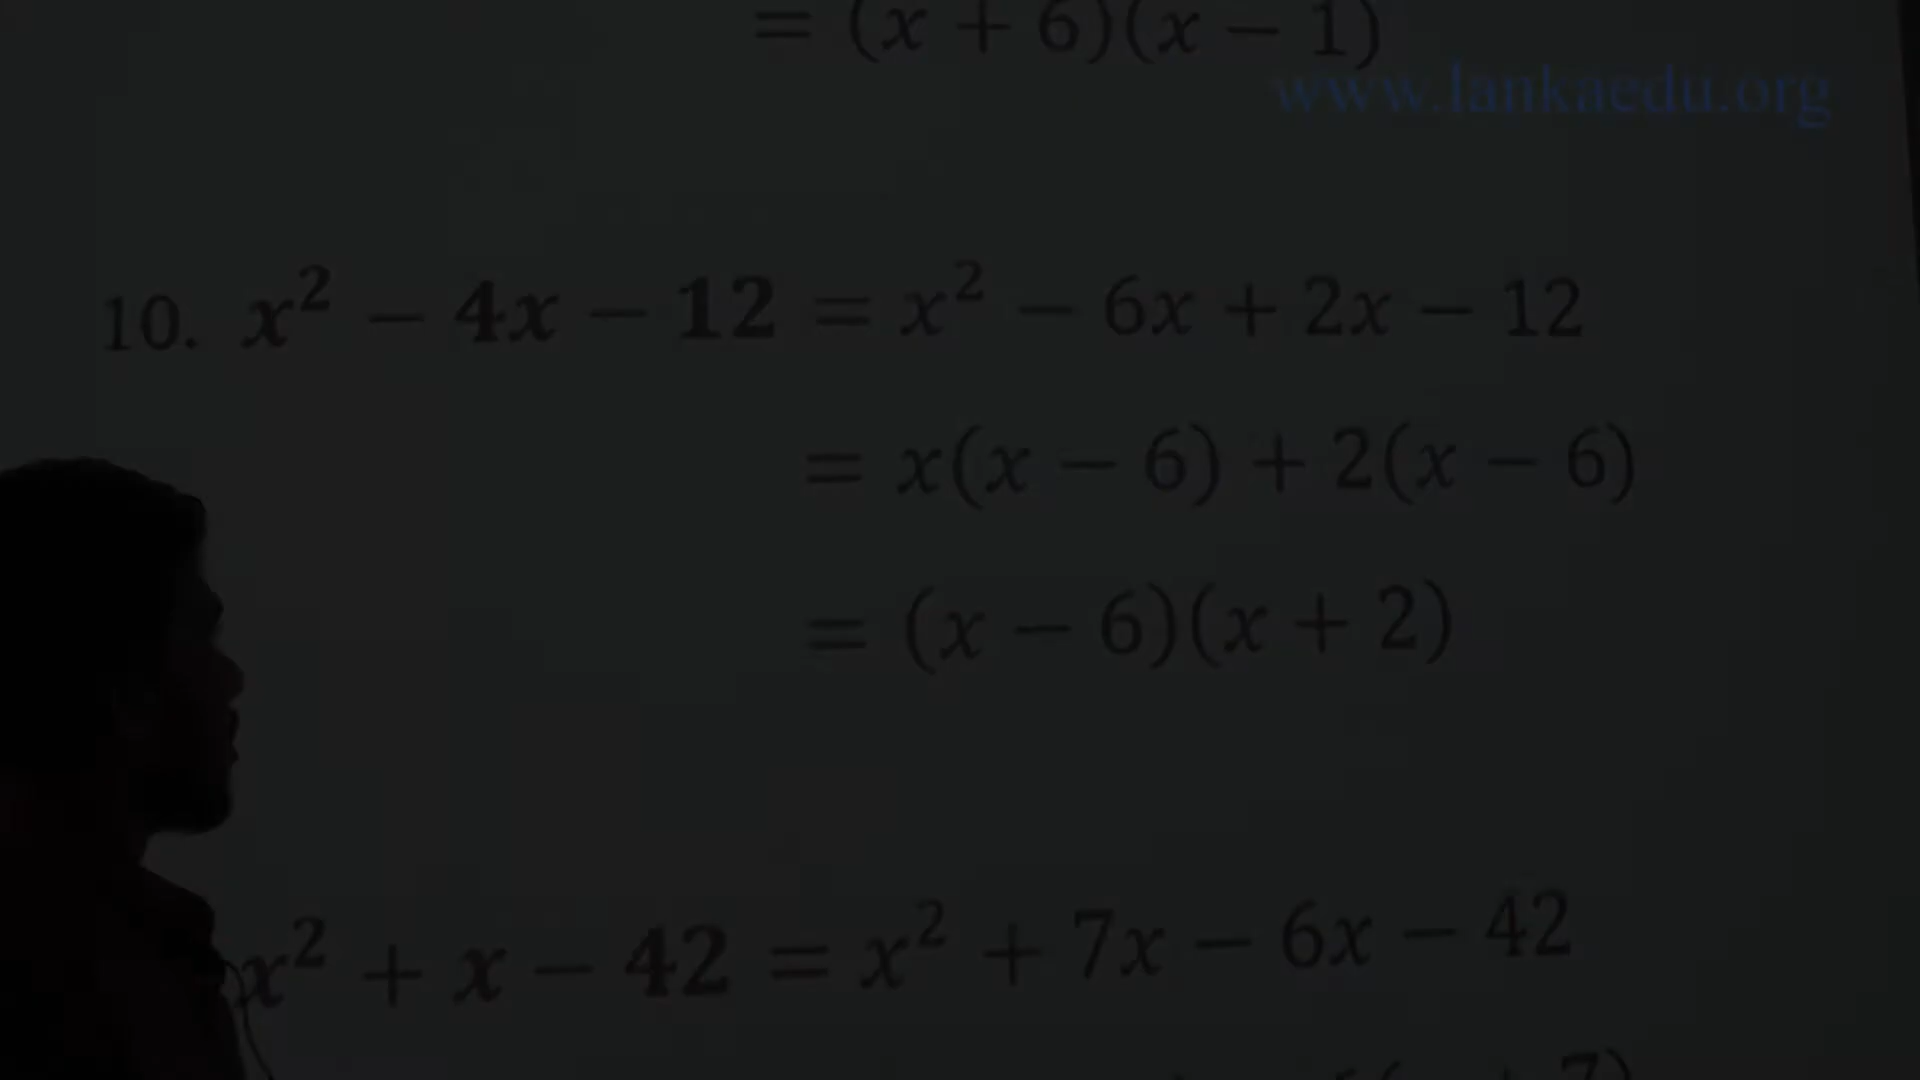 = (x + 6)(x − 1)
www.lankaedu.org
10. x² − 4x − 12 = x² − 6x + 2x − 12
= x(x − 6) + 2(x − 6)
= (x − 6)(x + 2)
x² + x − 42 = x² + 7x − 6x − 42